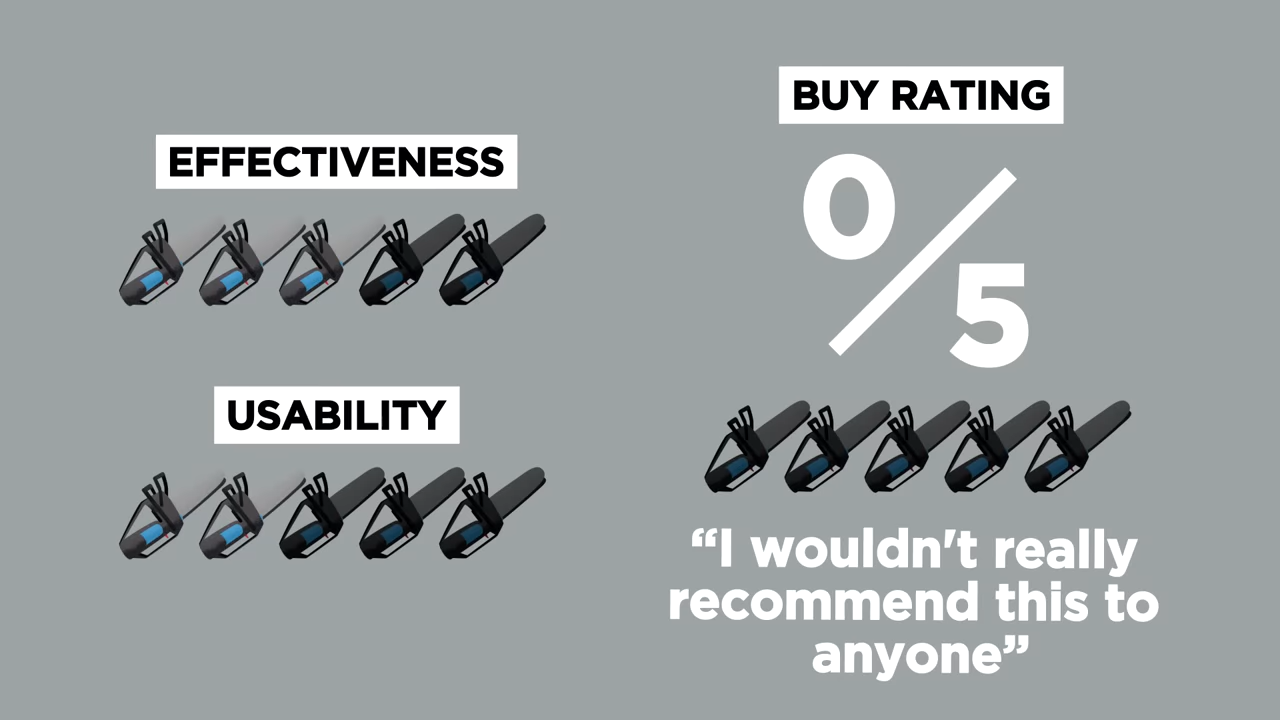 EFFECTIVENESS
USABILITY
BUY RATING
0/5
“I wouldn't really
recommend this to
anyone”